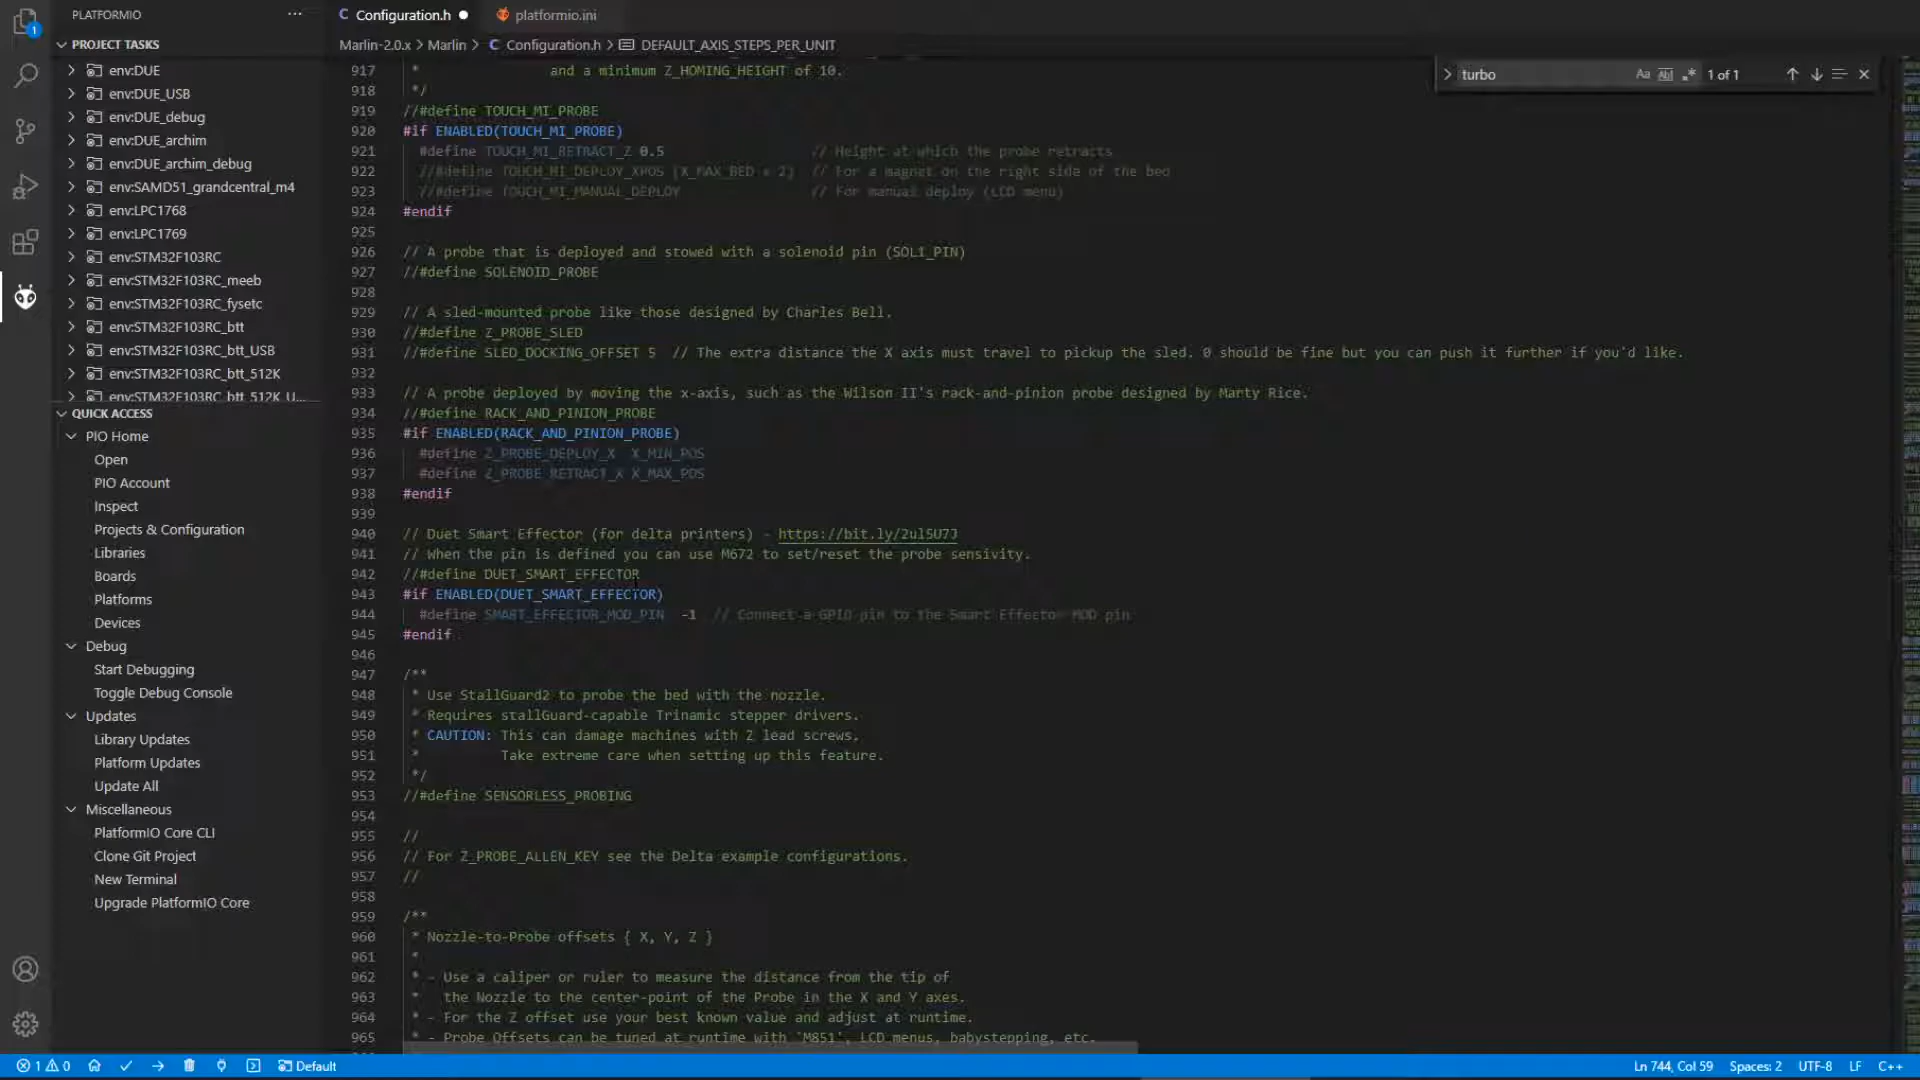 PLATFORMIO
Configuration.h
platformio.ini
1
PROJECT TASKS
Marlin-2.0.x > Marlin > C Configuration.h > DEFAULT_AXIS_STEPS_PER_UNIT
env:DUE
env:DUE_USB
env:DUE_debug
env:DUE_archim
env:DUE_archim_debug
env:SAMD51_grandcentral_m4
env:LPC1768
env:LPC1769
env:STM32F103RC
env:STM32F103RC_meeb
env:STM32F103RC_fysetc
env:STM32F103RC_btt
env:STM32F103RC_btt_USB
env:STM32F103RC_btt_512K
env:STM32F103RC_btt_512K_U...
QUICK ACCESS
PIO Home
Open
PIO Account
Inspect
Projects & Configuration
Libraries
Boards
Platforms
Devices
Debug
Start Debugging
Toggle Debug Console
Updates
Library Updates
Platform Updates
Update All
Miscellaneous
PlatformIO Core CLI
Clone Git Project
New Terminal
Upgrade PlatformIO Core
turbo
Aa Abl .* 1 of 1
917 * and a minimum Z_HOMING_HEIGHT of 10.
918 */
919 //#define TOUCH_MI_PROBE
920 #if ENABLED(TOUCH_MI_PROBE)
921 #define TOUCH_MI_RETRACT_Z 0.5 // Height at which the probe retracts
922 //#define TOUCH_MI_DEPLOY_XPOS (X_MAX_BED + 2) // For a magnet on the right side of the bed
923 //#define TOUCH_MI_MANUAL_DEPLOY // For manual deploy (LCD menu)
924 #endif
925
926 // A probe that is deployed and stowed with a solenoid pin (SOL1_PIN)
927 //#define SOLENOID_PROBE
928
929 // A sled-mounted probe like those designed by Charles Bell.
930 //#define Z_PROBE_SLED
931 //#define SLED_DOCKING_OFFSET 5 // The extra distance the X axis must travel to pickup the sled. 0 should be fine but you can push it further if you'd like.
932
933 // A probe deployed by moving the x-axis, such as the Wilson II's rack-and-pinion probe designed by Marty Rice.
934 //#define RACK_AND_PINION_PROBE
935 #if ENABLED(RACK_AND_PINION_PROBE)
936 #define Z_PROBE_DEPLOY_X X_MIN_POS
937 #define Z_PROBE_RETRACT_X X_MAX_POS
938 #endif
939
940 // Duet Smart Effector (for delta printers) - https://bit.ly/2ul5U7J
941 // When the pin is defined you can use M672 to set/reset the probe sensivity.
942 //#define DUET_SMART_EFFECTOR
943 #if ENABLED(DUET_SMART_EFFECTOR)
944 #define SMART_EFFECTOR_MOD_PIN -1 // Connect a GPIO pin to the Smart Effector MOD pin
945 #endif
946
947 /**
948 * Use StallGuard2 to probe the bed with the nozzle.
949 * Requires stallGuard-capable Trinamic stepper drivers.
950 * CAUTION: This can damage machines with Z lead screws.
951 * Take extreme care when setting up this feature.
952 */
953 //#define SENSORLESS_PROBING
954
955 //
956 // For Z_PROBE_ALLEN_KEY see the Delta example configurations.
957 //
958
959 /**
960 * Nozzle-to-Probe offsets { X, Y, Z }
961 *
962 * - Use a caliper or ruler to measure the distance from the tip of
963 * the Nozzle to the center-point of the Probe in the X and Y axes.
964 * - For the Z offset use your best known value and adjust at runtime.
965 * - Probe Offsets can be tuned at runtime with `M851`, LCD menus, babystepping, etc.
1 0 Default
Ln 744, Col 59 Spaces: 2 UTF-8 LF C++